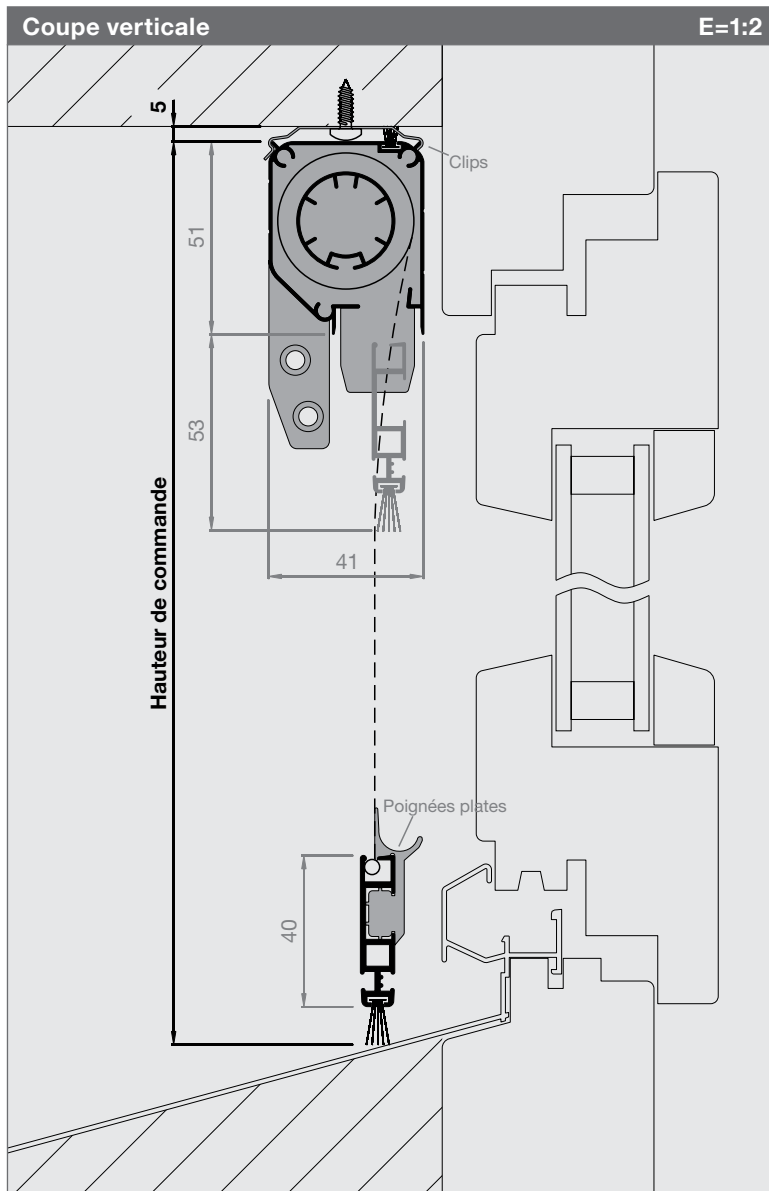 Coupe verticale
E=1:2
5
Clips
51
53
41
Hauteur de commande
Poignées plates
40